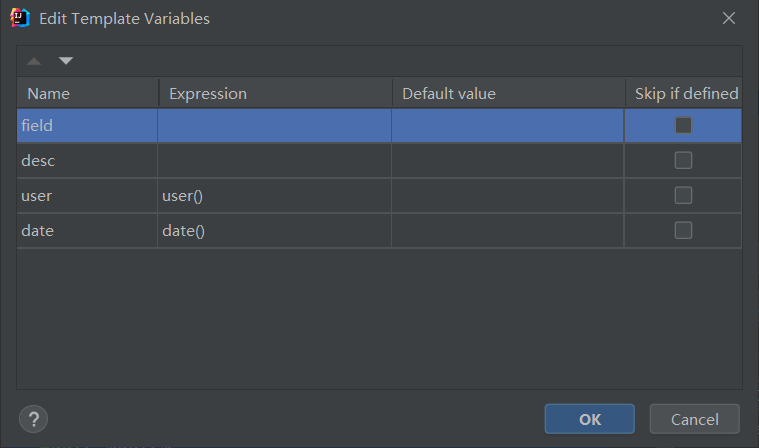 Edit Template Variables
Name Expression Default value Skip if defined
field
desc
user user()
date date()
? OK Cancel